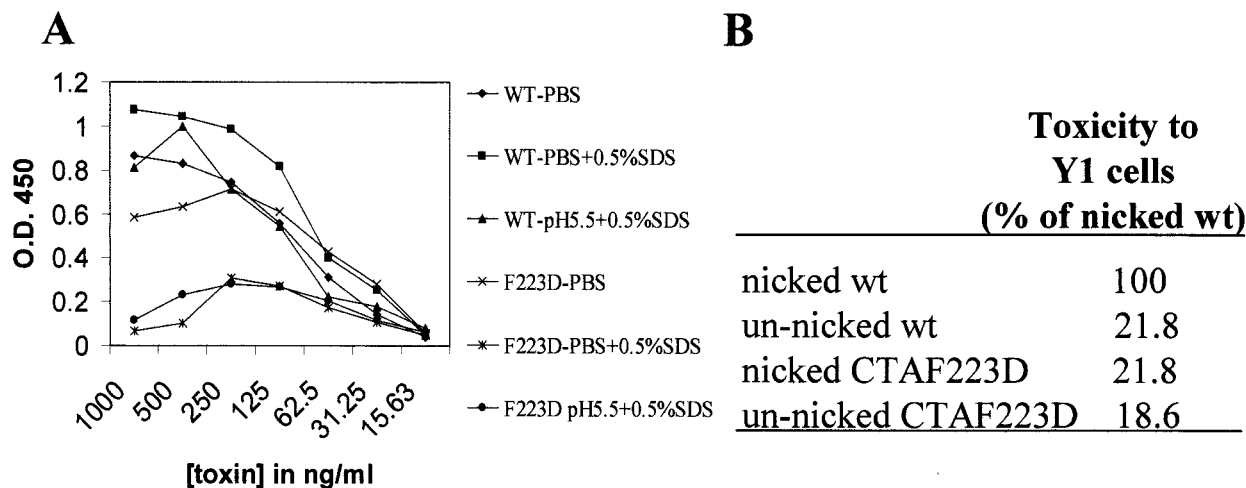 A
1.2
1
0.8
0.6
0.4
0.2
0
O.D. 450
1000
500
250
125
62.5
31.25
15.63
[toxin] in ng/ml
WT-PBS
WT-PBS+0.5%SDS
WT-pH5.5+0.5%SDS
F223D-PBS
F223D-PBS+0.5%SDS
F223D pH5.5+0.5%SDS
B
Toxicity to
Y1 cells
(% of nicked wt)
nicked wt 100
un-nicked wt 21.8
nicked CTAF223D 21.8
un-nicked CTAF223D 18.6